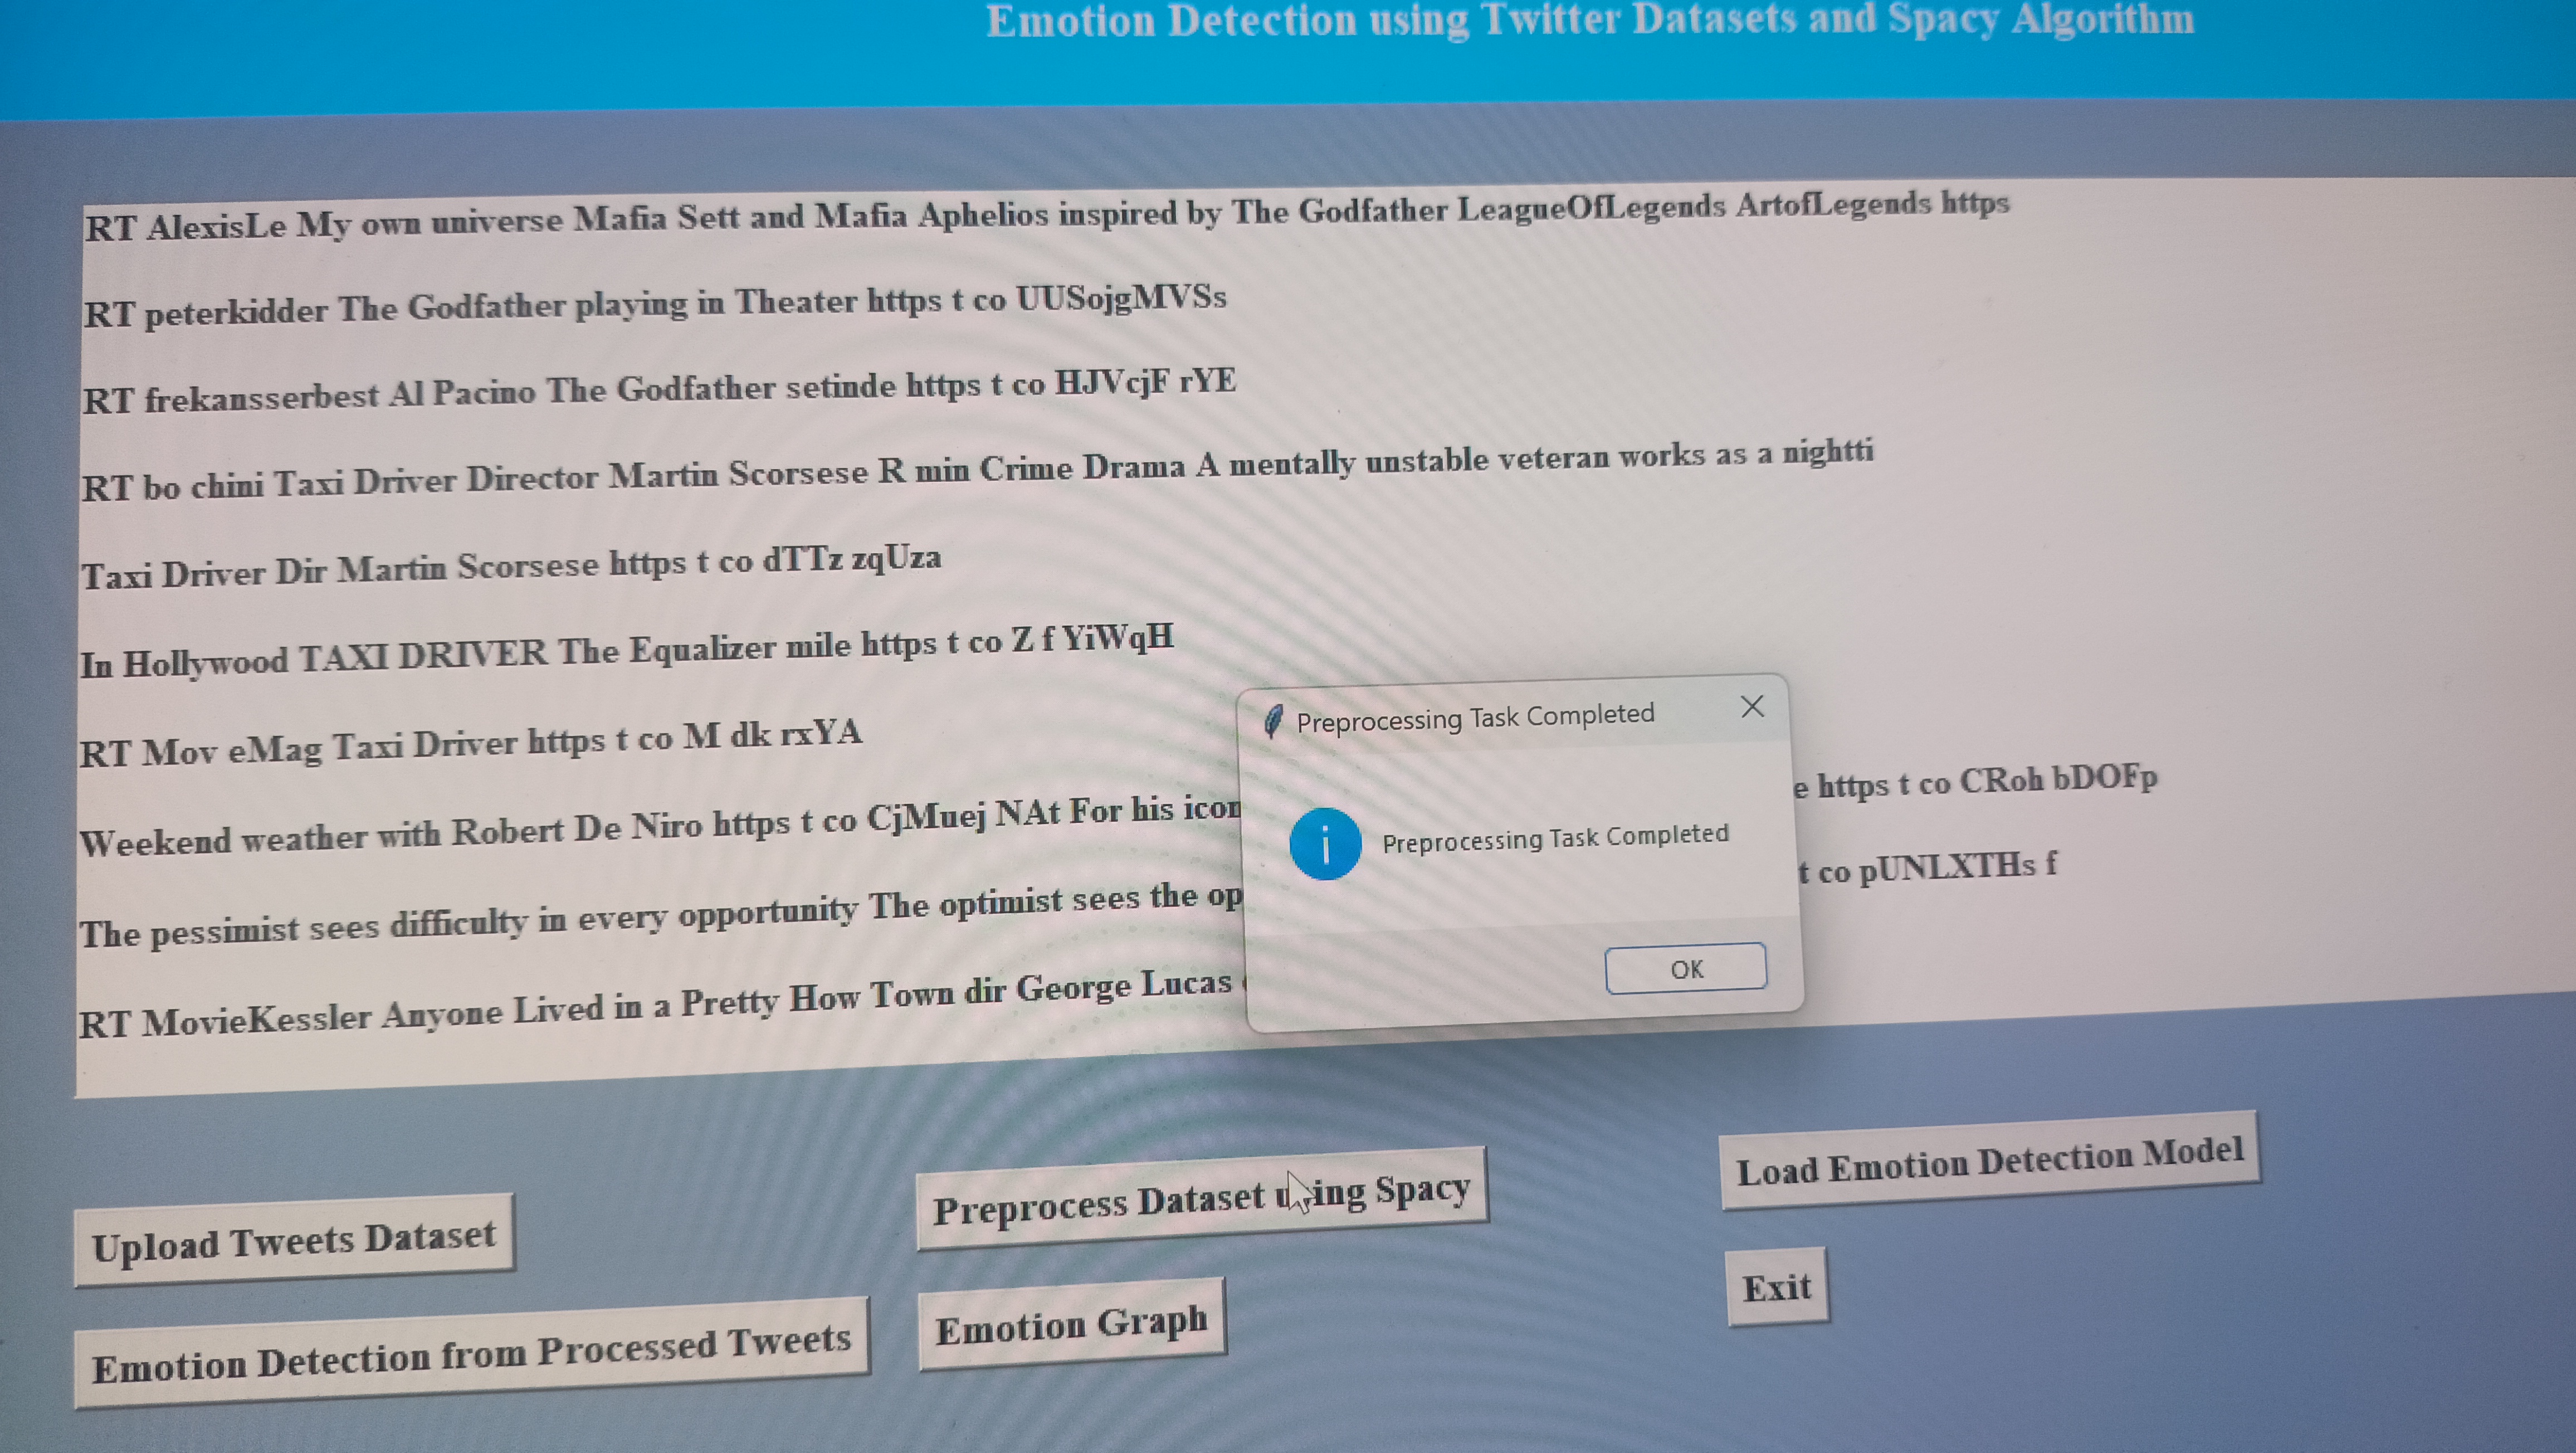 Emotion Detection using Twitter Datasets and Spacy Algorithm
RT AlexisLe My own universe Mafia Sett and Mafia Aphelios inspired by The Godfather LeagueOfLegends ArtofLegends https
RT peterkidder The Godfather playing in Theater https t co UUSojgMVSs
RT frekansserbest Al Pacino The Godfather setinde https t co HJVcjF rYE
RT bo chini Taxi Driver Director Martin Scorsese R min Crime Drama A mentally unstable veteran works as a nightti
Taxi Driver Dir Martin Scorsese https t co dTTz zqUza
In Hollywood TAXI DRIVER The Equalizer mile https t co Z f YiWqH
RT Mov eMag Taxi Driver https t co M dk rxYA
Weekend weather with Robert De Niro https t co CjMuej NAt For his icon e https t co CRoh bDOFp
The pessimist sees difficulty in every opportunity The optimist sees the op t co pUNLXTHs f
RT MovieKessler Anyone Lived in a Pretty How Town dir George Lucas
Preprocessing Task Completed
Preprocessing Task Completed
OK
Upload Tweets Dataset
Preprocess Dataset using Spacy
Load Emotion Detection Model
Emotion Detection from Processed Tweets
Emotion Graph
Exit